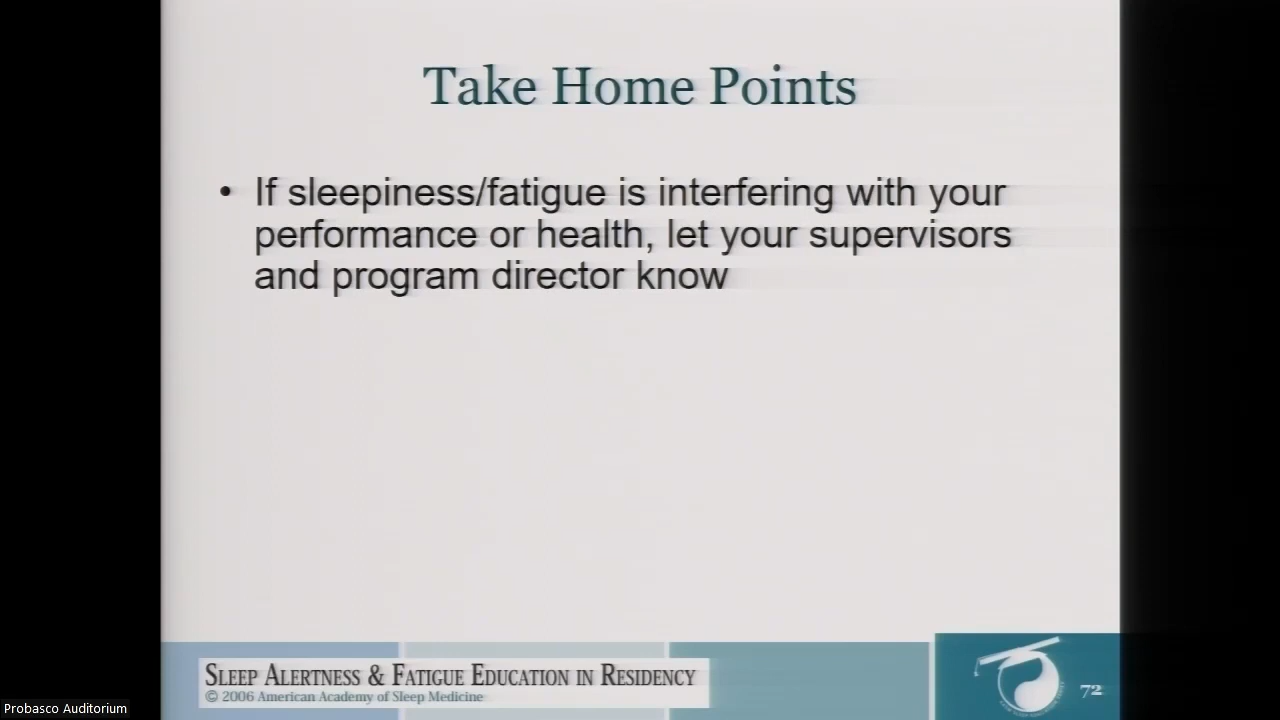 Take Home Points
• If sleepiness/fatigue is interfering with your
performance or health, let your supervisors
and program director know
SLEEP ALERTNESS & FATIGUE EDUCATION IN RESIDENCY
© 2006 American Academy of Sleep Medicine
72
Probasco Auditorium